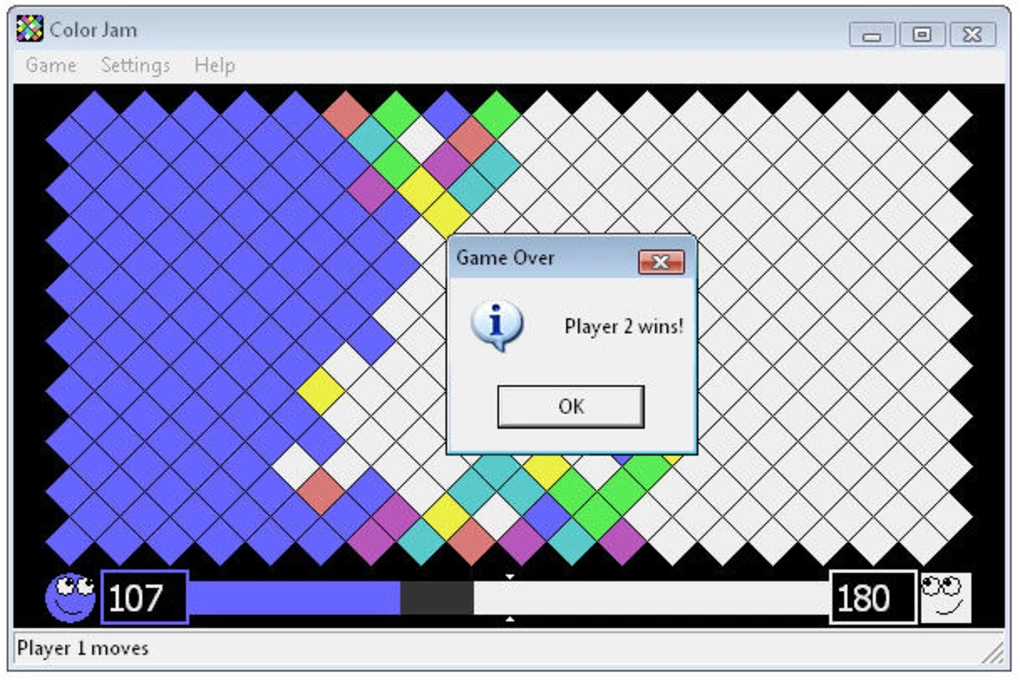 Color Jam
Game Settings Help
Game Over
Player 2 wins!
OK
107 180
Player 1 moves